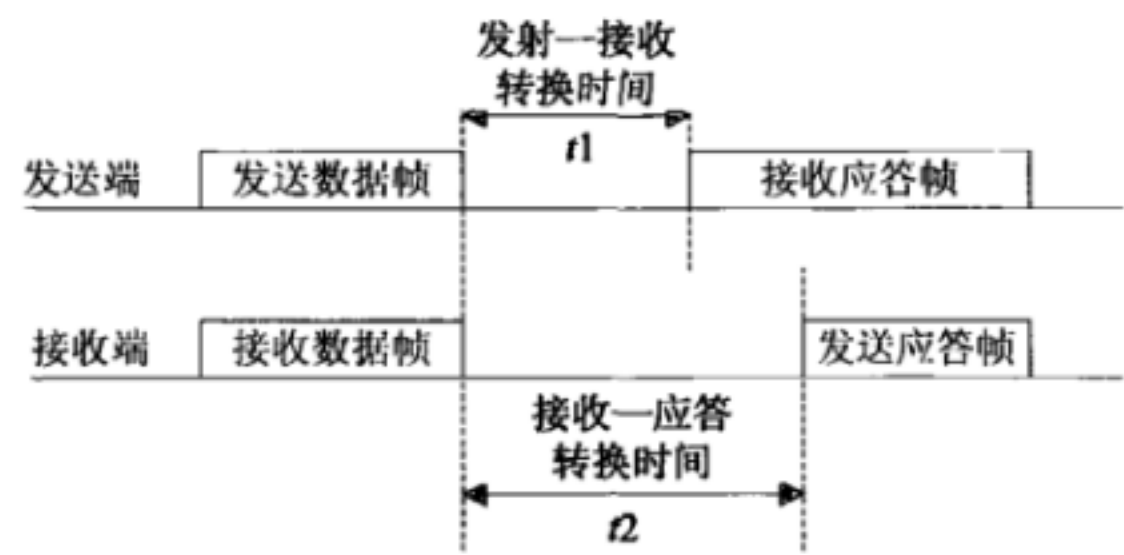 发射一接收
转换时间
t1
发送端 发送数据帧 接收应答帧
接收端 接收数据帧 发送应答帧
接收一应答
转换时间
t2